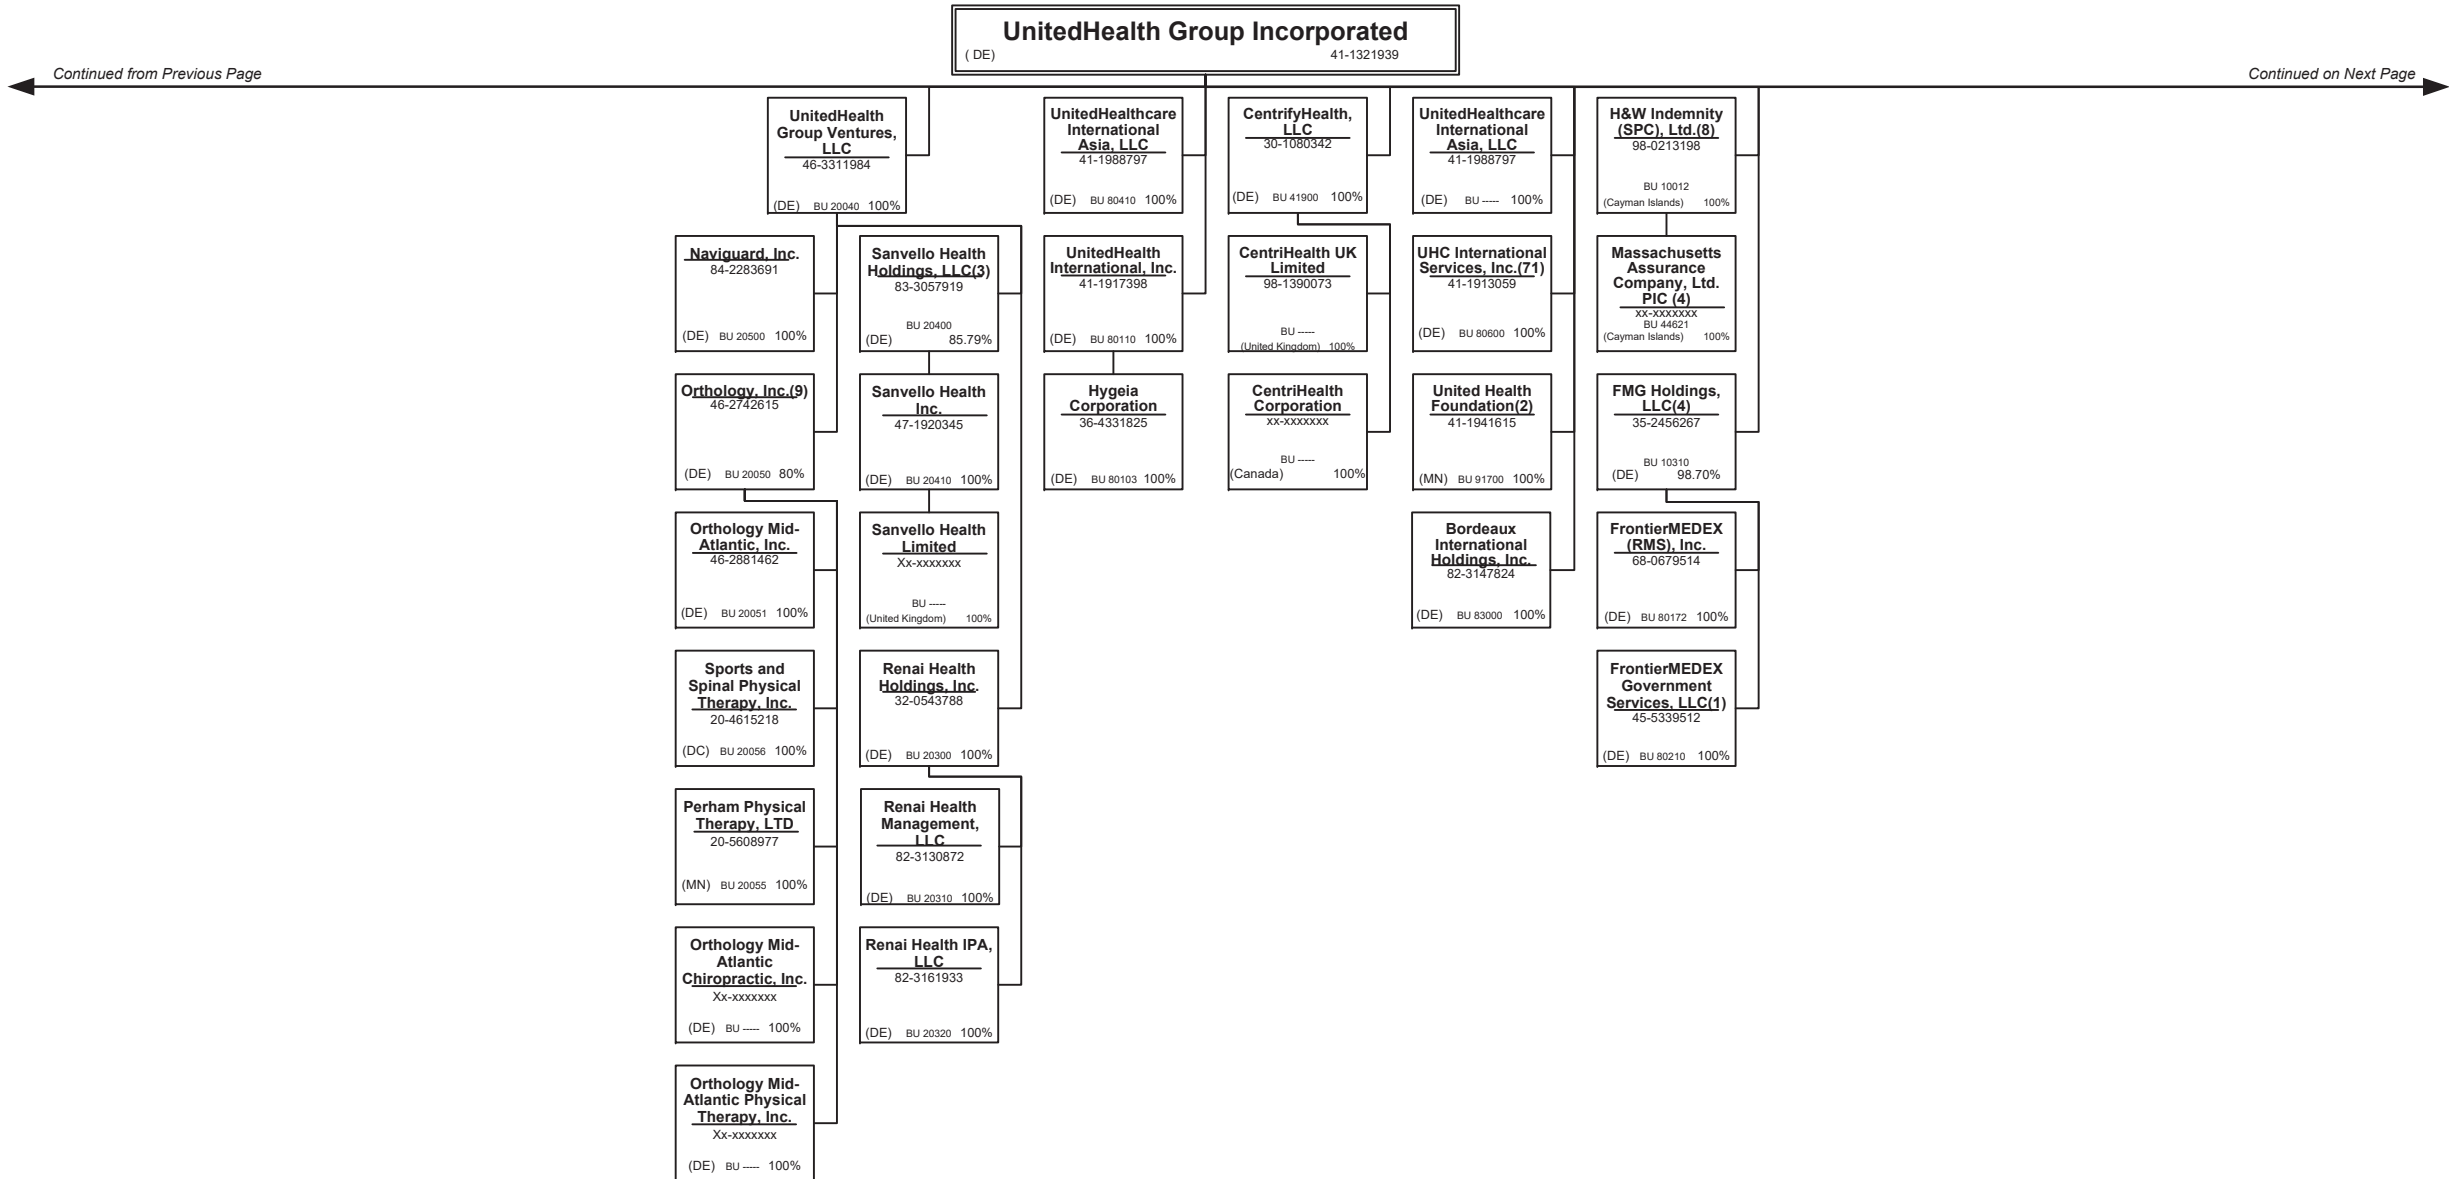 UnitedHealth Group Incorporated
( DE) 41-1321939
Continued from Previous Page
Continued on Next Page
UnitedHealth
Group Ventures,
LLC
46-3311984
(DE) BU 20040 100%
Naviguard, Inc.
84-2283691
(DE) BU 20500 100%
Orthology, Inc.(9)
46-2742615
(DE) BU 20050 80%
Orthology Mid-
Atlantic, Inc.
46-2881462
(DE) BU 20051 100%
Sports and
Spinal Physical
Therapy, Inc.
20-4615218
(DC) BU 20056 100%
Perham Physical
Therapy, LTD
20-5608977
(MN) BU 20055 100%
Orthology Mid-
Atlantic
Chiropractic, Inc.
Xx-xxxxxxx
(DE) BU ----- 100%
Orthology Mid-
Atlantic Physical
Therapy, Inc.
Xx-xxxxxxx
(DE) BU ----- 100%
Sanvello Health
Holdings, LLC(3)
83-3057919
BU 20400
(DE) 85.79%
Sanvello Health
Inc.
47-1920345
(DE) BU 20410 100%
Sanvello Health
Limited
Xx-xxxxxxx
BU -----
(United Kingdom) 100%
Renai Health
Holdings, Inc.
32-0543788
(DE) BU 20300 100%
Renai Health
Management,
LLC
82-3130872
(DE) BU 20310 100%
Renai Health IPA,
LLC
82-3161933
(DE) BU 20320 100%
UnitedHealthcare
International
Asia, LLC
41-1988797
(DE) BU 80410 100%
UnitedHealth
International, Inc.
41-1917398
(DE) BU 80110 100%
Hygeia
Corporation
36-4331825
(DE) BU 80103 100%
CentrifyHealth,
LLC
30-1080342
(DE) BU 41900 100%
CentriHealth UK
Limited
98-1390073
BU -----
(United Kingdom) 100%
CentriHealth
Corporation
xx-xxxxxxx
BU -----
(Canada) 100%
UnitedHealthcare
International
Asia, LLC
41-1988797
(DE) BU ----- 100%
UHC International
Services, Inc.(71)
41-1913059
(DE) BU 80600 100%
United Health
Foundation(2)
41-1941615
(MN) BU 91700 100%
Bordeaux
International
Holdings, Inc.
82-3147824
(DE) BU 83000 100%
H&W Indemnity
(SPC), Ltd.(8)
98-0213198
BU 10012
(Cayman Islands) 100%
Massachusetts
Assurance
Company, Ltd.
PIC (4)
xx-xxxxxxx
BU 44621
(Cayman Islands) 100%
FMG Holdings,
LLC(4)
35-2456267
BU 10310
(DE) 98.70%
FrontierMEDEX
(RMS), Inc.
68-0679514
(DE) BU 80172 100%
FrontierMEDEX
Government
Services, LLC(1)
45-5339512
(DE) BU 80210 100%